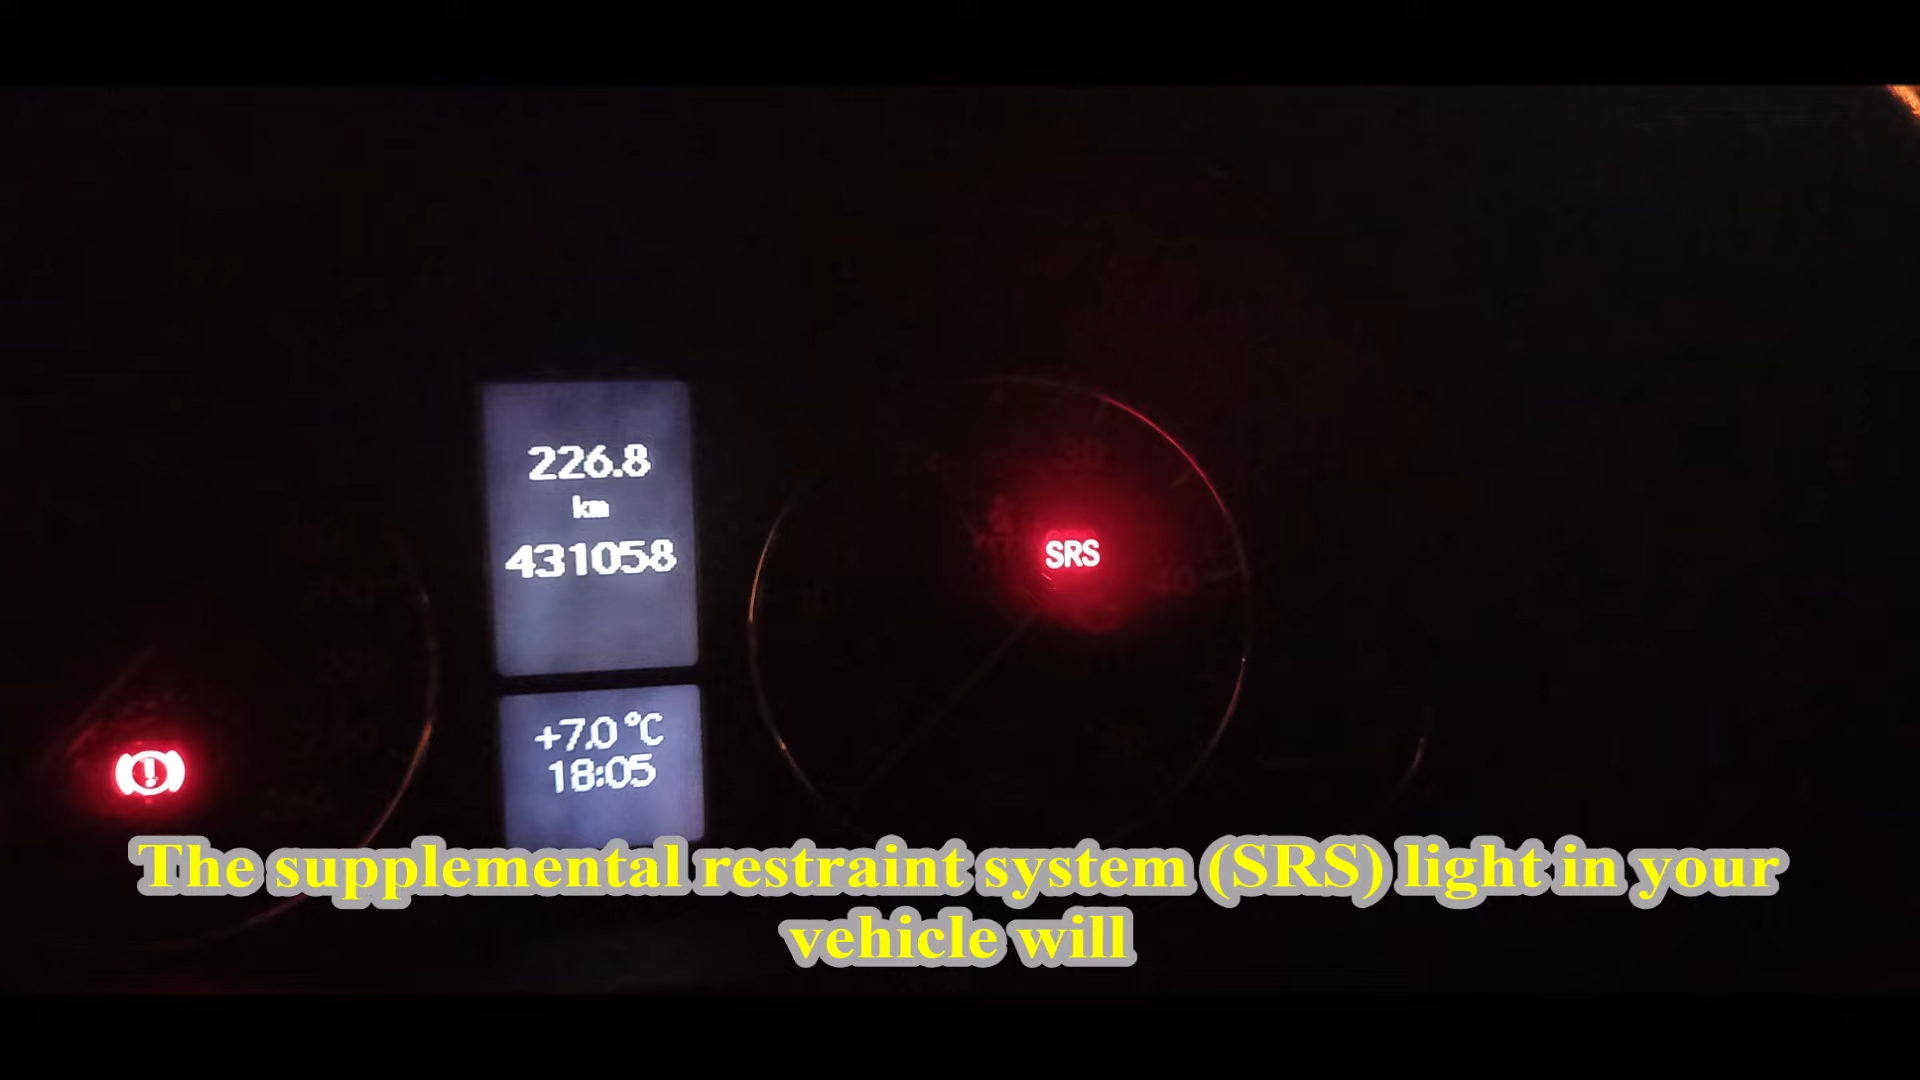 226.8
km
431058
SRS
+7.0 °C
18:05
The supplemental restraint system (SRS) light in your
vehicle will